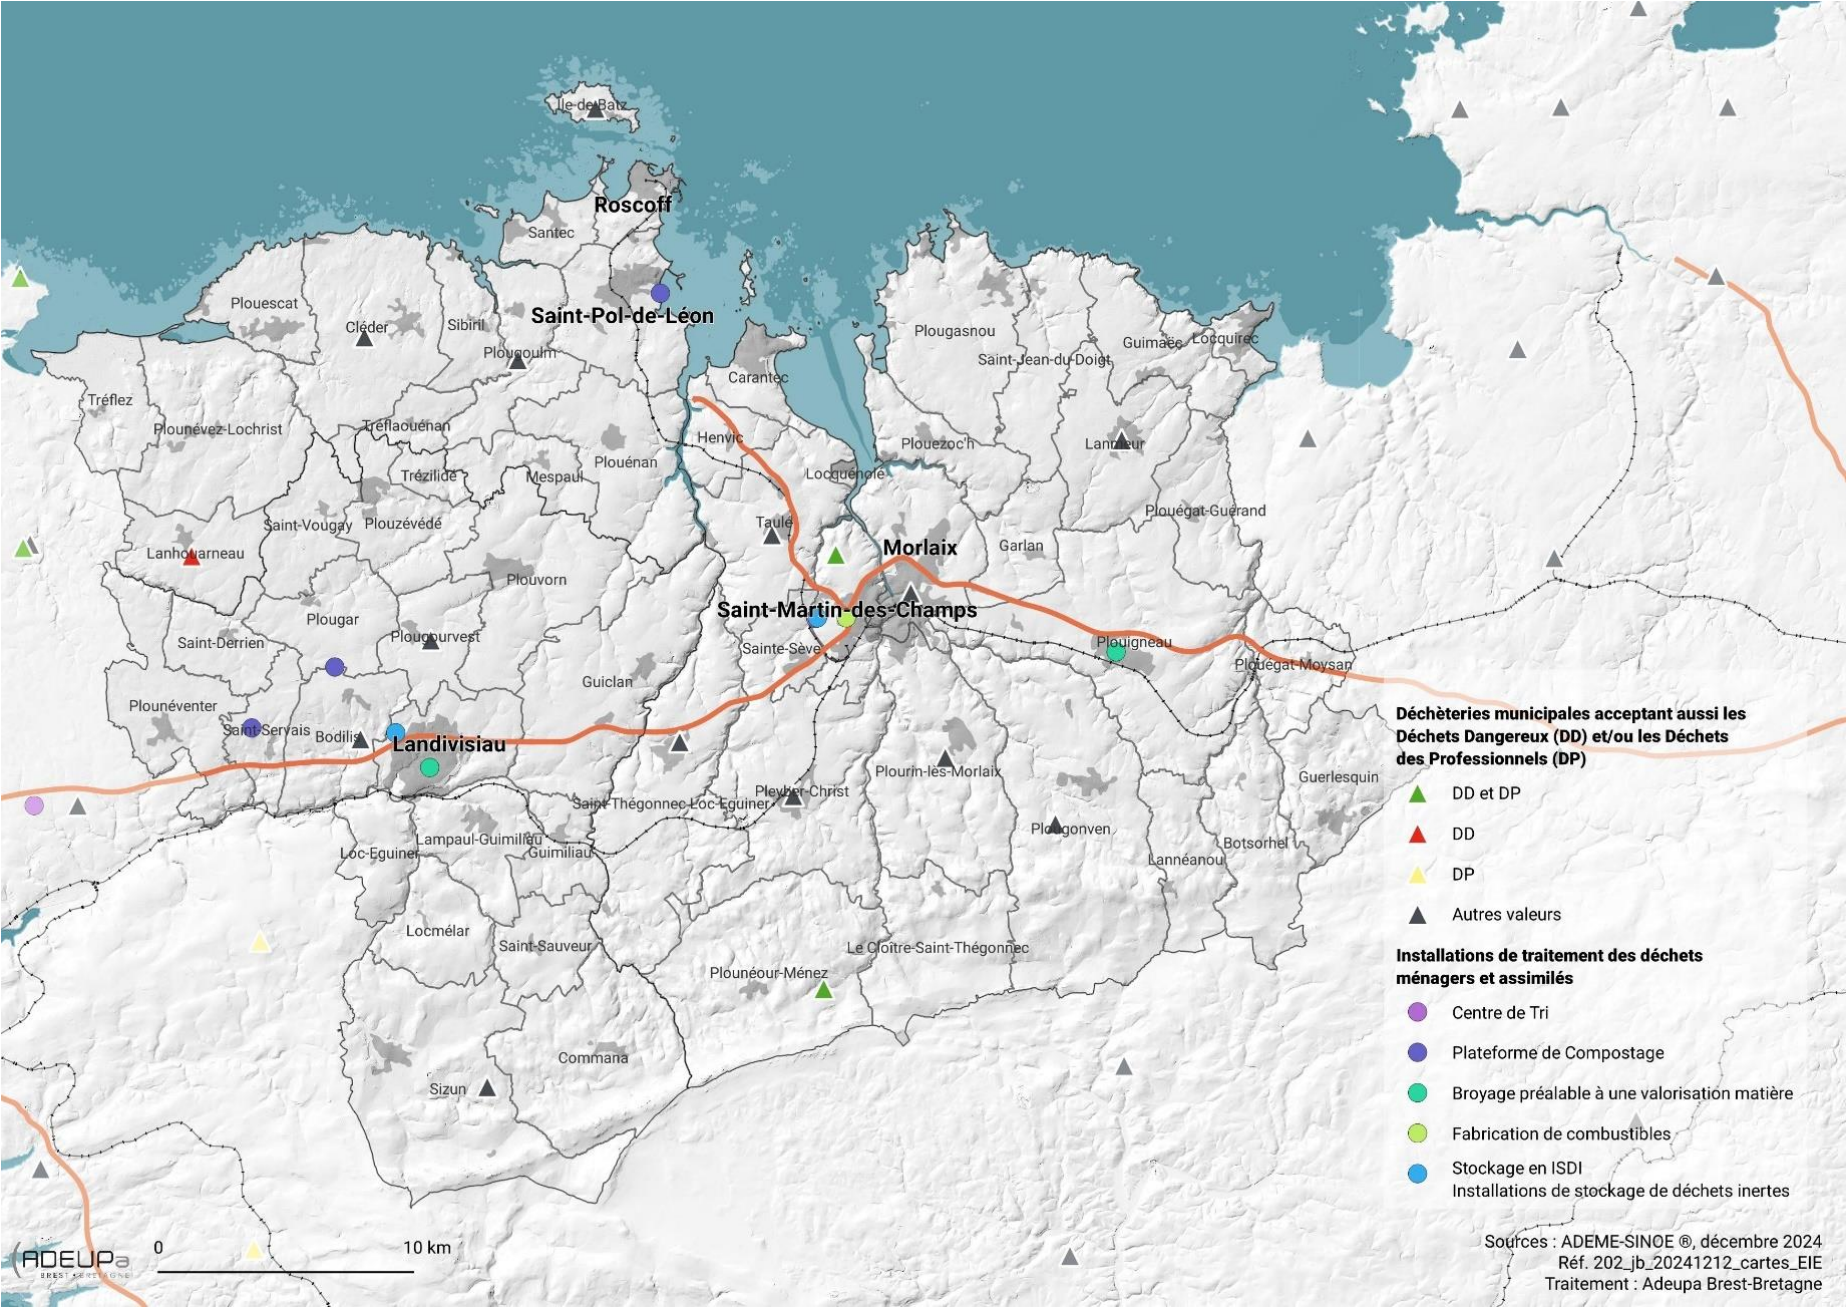 Île-de-Batz
Roscoff
Santec
Plouescat
Cléder
Sibiril
Saint-Pol-de-Léon
Plougoulm
Carantec
Plougasnou
Saint-Jean-du-Doigt
Guimaëc
Locquirec
Tréflez
Plounévez-Lochrist
Tréflaouénan
Henvic
Plouezoc'h
Lanmeur
Trézilidé
Mespaul
Plouénan
Locquénolé
Saint-Vougay
Plouzévédé
Taulé
Plouégat-Guérand
Lanhouarneau
Morlaix
Garlan
Plouvorn
Plougar
Saint-Martin-des-Champs
Saint-Derrien
Plougourvest
Sainte-Sève
Plouigneau
Plouégat-Moysan
Guiclan
Plounéventer
Saint-Servais
Bodilis
Landivisiau
Plourin-lès-Morlaix
Guerlesquin
Saint-Thégonnec Loc-Eguiner
Pleyber-Christ
Plougonven
Lampaul-Guimiliau
Loc-Eguiner
Guimiliau
Botsorhel
Lannéanou
Locmélar
Saint-Sauveur
Le Cloître-Saint-Thégonnec
Plounéour-Ménez
Commana
Sizun
Déchèteries municipales acceptant aussi les
Déchets Dangereux (DD) et/ou les Déchets
des Professionnels (DP)
DD et DP
DD
DP
Autres valeurs
Installations de traitement des déchets
ménagers et assimilés
Centre de Tri
Plateforme de Compostage
Broyage préalable à une valorisation matière
Fabrication de combustibles
Stockage en ISDI
Installations de stockage de déchets inertes
ADEUPa
BREST • BRETAGNE
0 10 km
Sources : ADEME-SINOE ®, décembre 2024
Réf. 202_jb_20241212_cartes_EIE
Traitement : Adeupa Brest-Bretagne